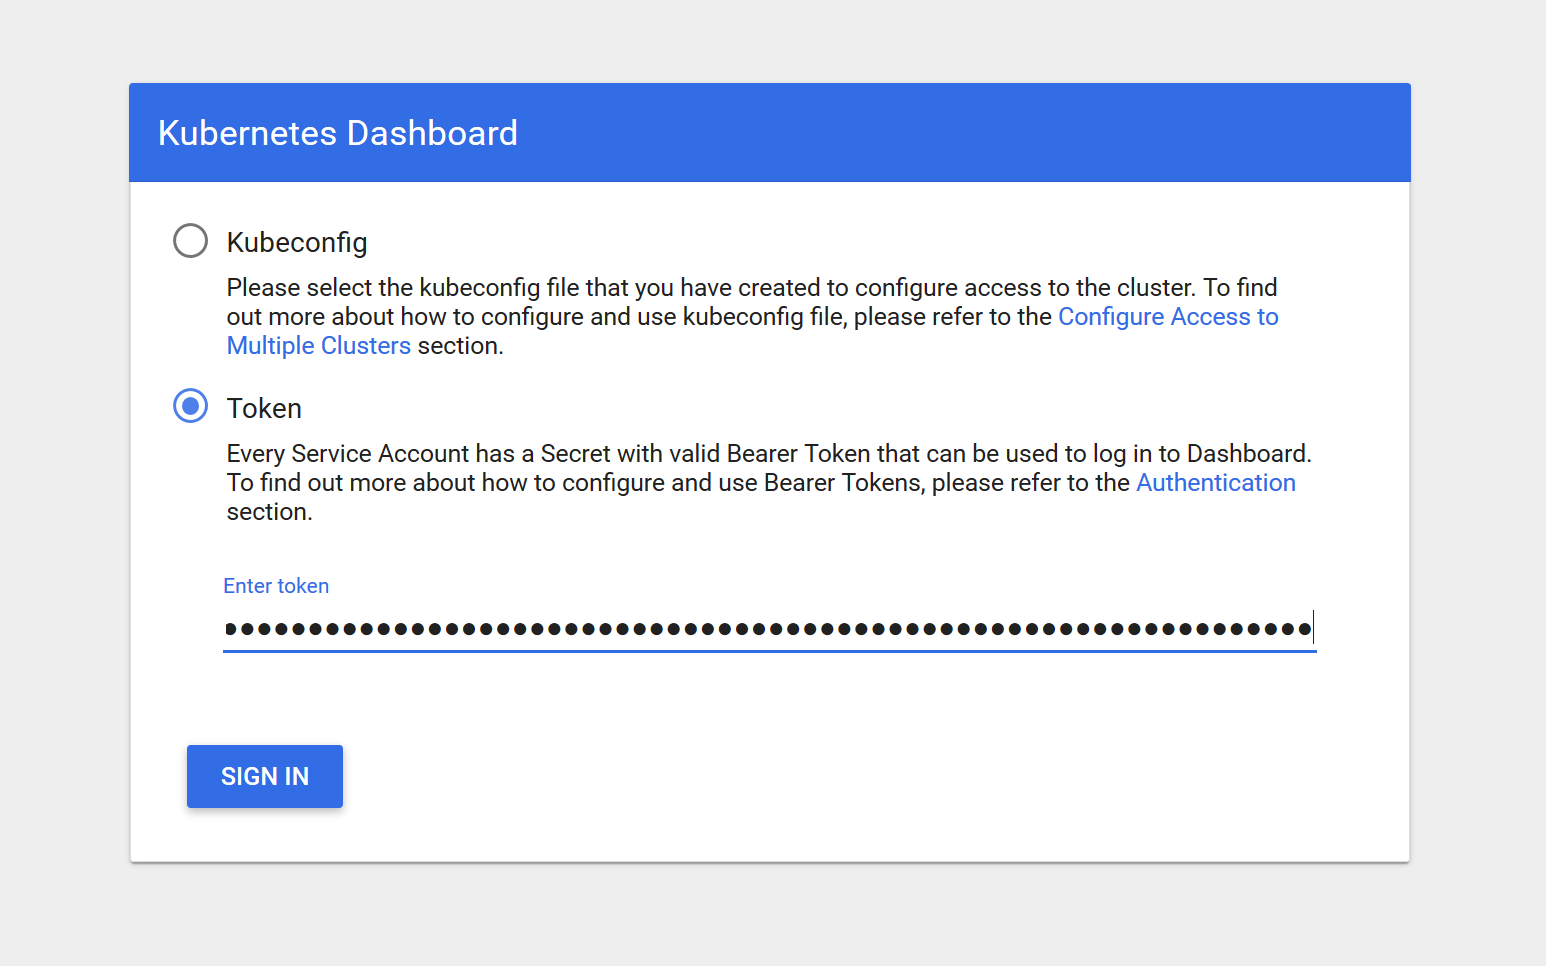 Kubernetes Dashboard
Kubeconfig
Please select the kubeconfig file that you have created to configure access to the cluster. To find
out more about how to configure and use kubeconfig file, please refer to the Configure Access to
Multiple Clusters section.
Token
Every Service Account has a Secret with valid Bearer Token that can be used to log in to Dashboard.
To find out more about how to configure and use Bearer Tokens, please refer to the Authentication
section.
Enter token
SIGN IN